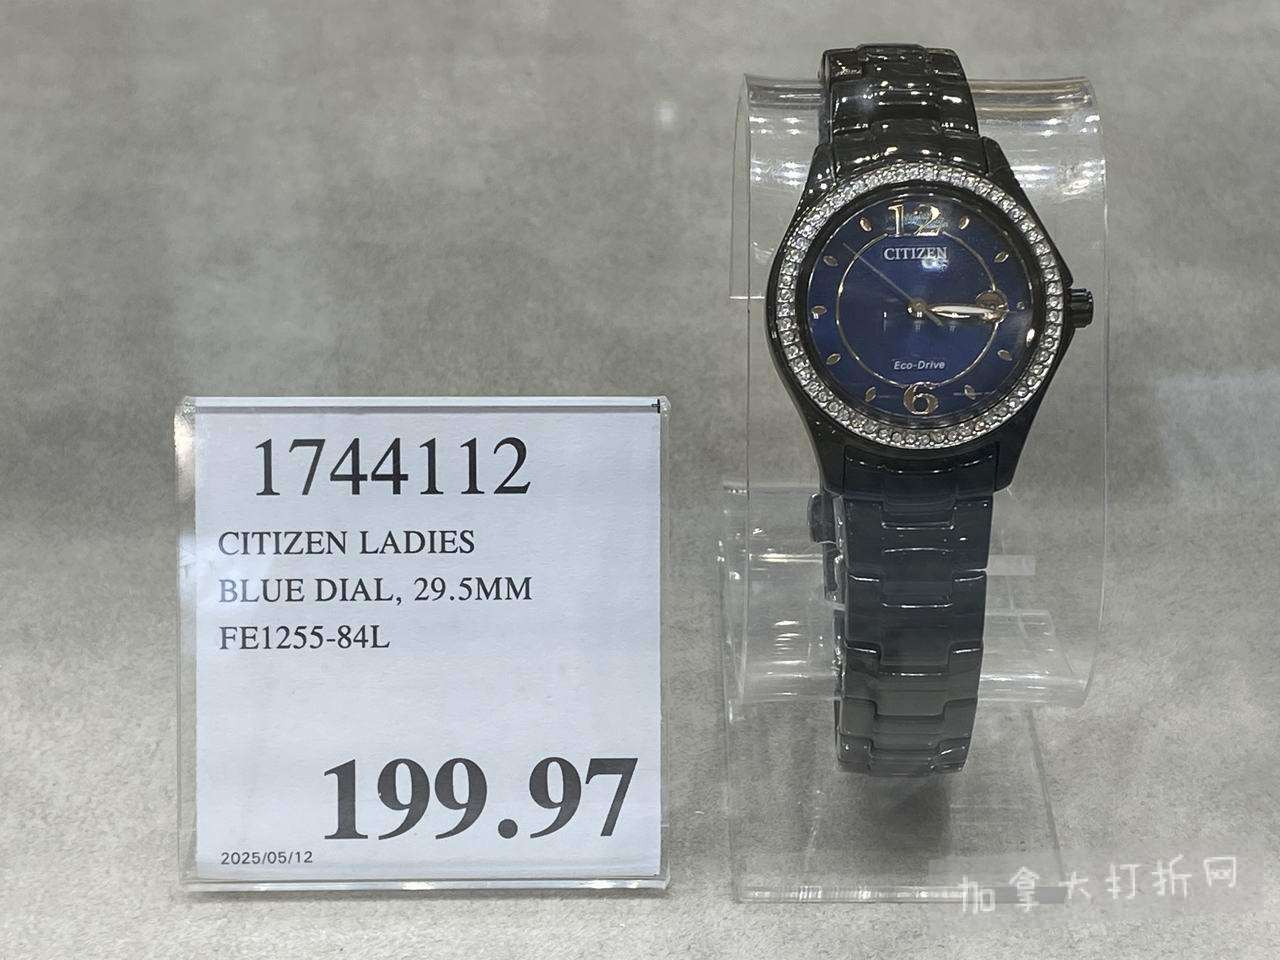 12
CITIZEN
Eco-Drive
6
1744112
CITIZEN LADIES
BLUE DIAL, 29.5MM
FE1255-84L
199.97
2025/05/12
加拿大打折网